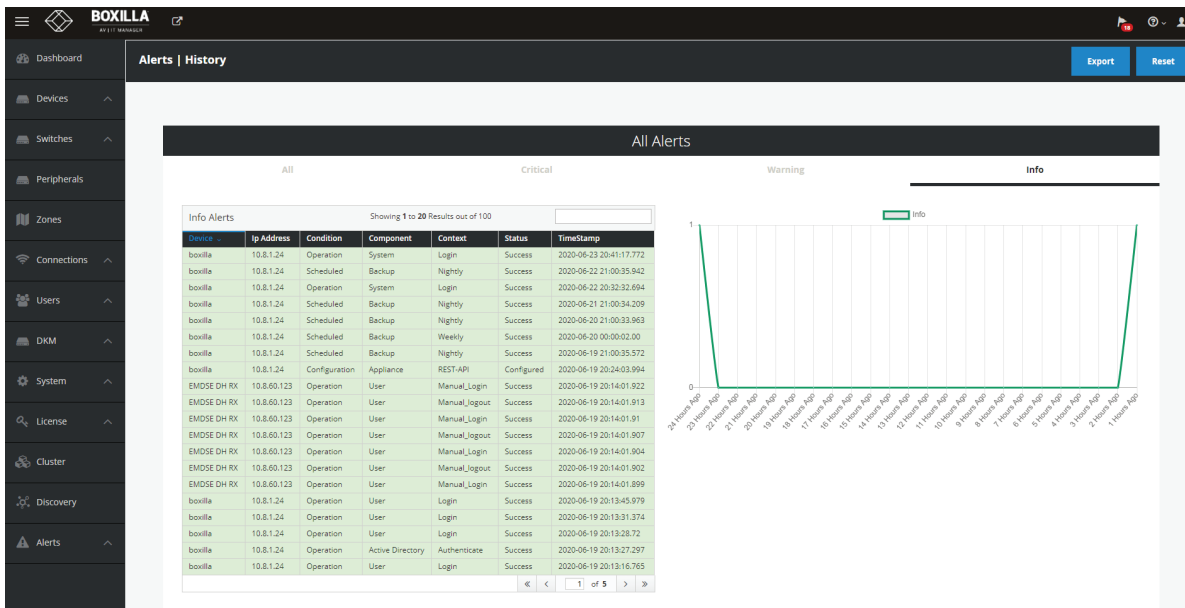 BOXILLA
AV | IT MANAGER
18
Dashboard
Alerts | History
Export
Reset
Devices
Switches
Peripherals
Zones
Connections
Users
DKM
System
License
Cluster
Discovery
Alerts
All Alerts
All Critical Warning Info
Info Alerts Showing 1 to 20 Results out of 100
Device Ip Address Condition Component Context Status TimeStamp
boxilla 10.8.1.24 Operation System Login Success 2020-06-23 20:41:17.772
boxilla 10.8.1.24 Scheduled Backup Nightly Success 2020-06-22 21:00:35.942
boxilla 10.8.1.24 Operation System Login Success 2020-06-22 20:32:32.694
boxilla 10.8.1.24 Scheduled Backup Nightly Success 2020-06-21 21:00:34.209
boxilla 10.8.1.24 Scheduled Backup Nightly Success 2020-06-20 21:00:33.963
boxilla 10.8.1.24 Scheduled Backup Weekly Success 2020-06-20 00:00:02.00
boxilla 10.8.1.24 Scheduled Backup Nightly Success 2020-06-19 21:00:35.572
boxilla 10.8.1.24 Configuration Appliance REST-API Configured 2020-06-19 20:24:03.994
EMDSE DH RX 10.8.60.123 Operation User Manual_Login Success 2020-06-19 20:14:01.922
EMDSE DH RX 10.8.60.123 Operation User Manual_logout Success 2020-06-19 20:14:01.913
EMDSE DH RX 10.8.60.123 Operation User Manual_Login Success 2020-06-19 20:14:01.91
EMDSE DH RX 10.8.60.123 Operation User Manual_logout Success 2020-06-19 20:14:01.907
EMDSE DH RX 10.8.60.123 Operation User Manual_Login Success 2020-06-19 20:14:01.904
EMDSE DH RX 10.8.60.123 Operation User Manual_logout Success 2020-06-19 20:14:01.902
EMDSE DH RX 10.8.60.123 Operation User Manual_Login Success 2020-06-19 20:14:01.899
boxilla 10.8.1.24 Operation User Login Success 2020-06-19 20:13:45.979
boxilla 10.8.1.24 Operation User Login Success 2020-06-19 20:13:31.374
boxilla 10.8.1.24 Operation User Login Success 2020-06-19 20:13:28.72
boxilla 10.8.1.24 Operation Active Directory Authenticate Success 2020-06-19 20:13:27.297
boxilla 10.8.1.24 Operation User Login Success 2020-06-19 20:13:16.765
1 of 5
Info
1
0
24 Hours Ago
23 Hours Ago
22 Hours Ago
21 Hours Ago
20 Hours Ago
19 Hours Ago
18 Hours Ago
17 Hours Ago
16 Hours Ago
15 Hours Ago
14 Hours Ago
13 Hours Ago
12 Hours Ago
11 Hours Ago
10 Hours Ago
9 Hours Ago
8 Hours Ago
7 Hours Ago
6 Hours Ago
5 Hours Ago
4 Hours Ago
3 Hours Ago
2 Hours Ago
1 Hours Ago